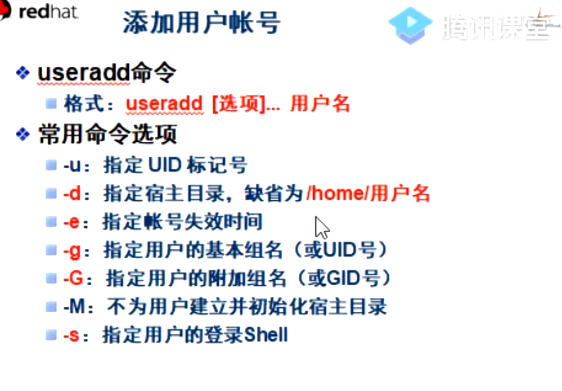 redhat.
添加用户帐号
腾讯课堂
useradd命令
格式：useradd [选项]... 用户名
常用命令选项
-u：指定 UID 标记号
-d：指定宿主目录，缺省为 /home/用户名
-e：指定帐号失效时间
-g：指定用户的基本组名（或UID号）
-G：指定用户的附加组名（或GID号）
-M：不为用户建立并初始化宿主目录
-s：指定用户的登录Shell